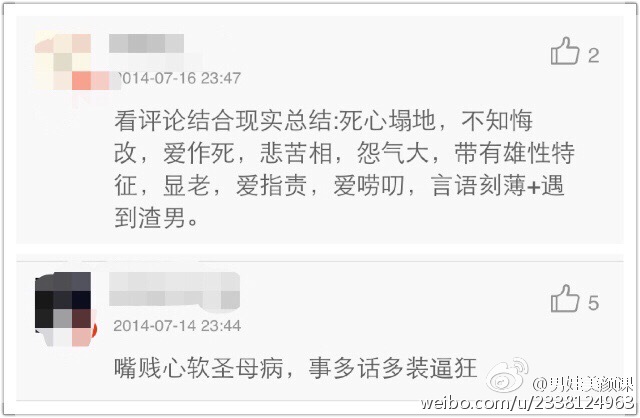 2
2014-07-16 23:47
看评论结合现实总结:死心塌地，不知悔
改，爱作死，悲苦相，怨气大，带有雄性特
征，显老，爱指责，爱唠叨，言语刻薄+遇
到渣男。
5
2014-07-14 23:44
嘴贱心软圣母病，事多话多装逼狂
@男娃美颜课
weibo.com/u/2338124963